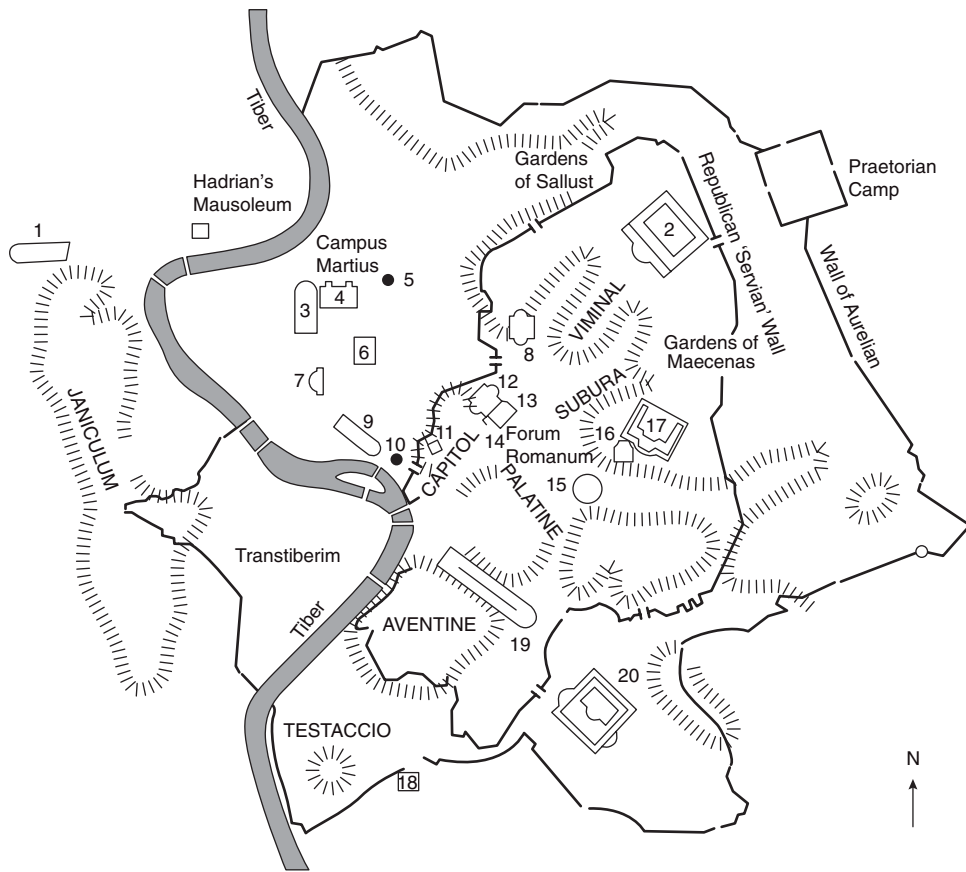 Tiber
Gardens
of Sallust
Republican 'Servian' Wall
Praetorian
Camp
Hadrian's
Mausoleum
1
Campus
Martius
2
Wall of Aurelian
5
4
3
VIMINAL
8
6
Gardens of
Maecenas
7
12
13
SUBURA
JANICULUM
9
11
17
14
Forum
Romanum
16
10
CAPITOL
PALATINE
15
Transtiberim
Tiber
AVENTINE
19
20
TESTACCIO
18
N